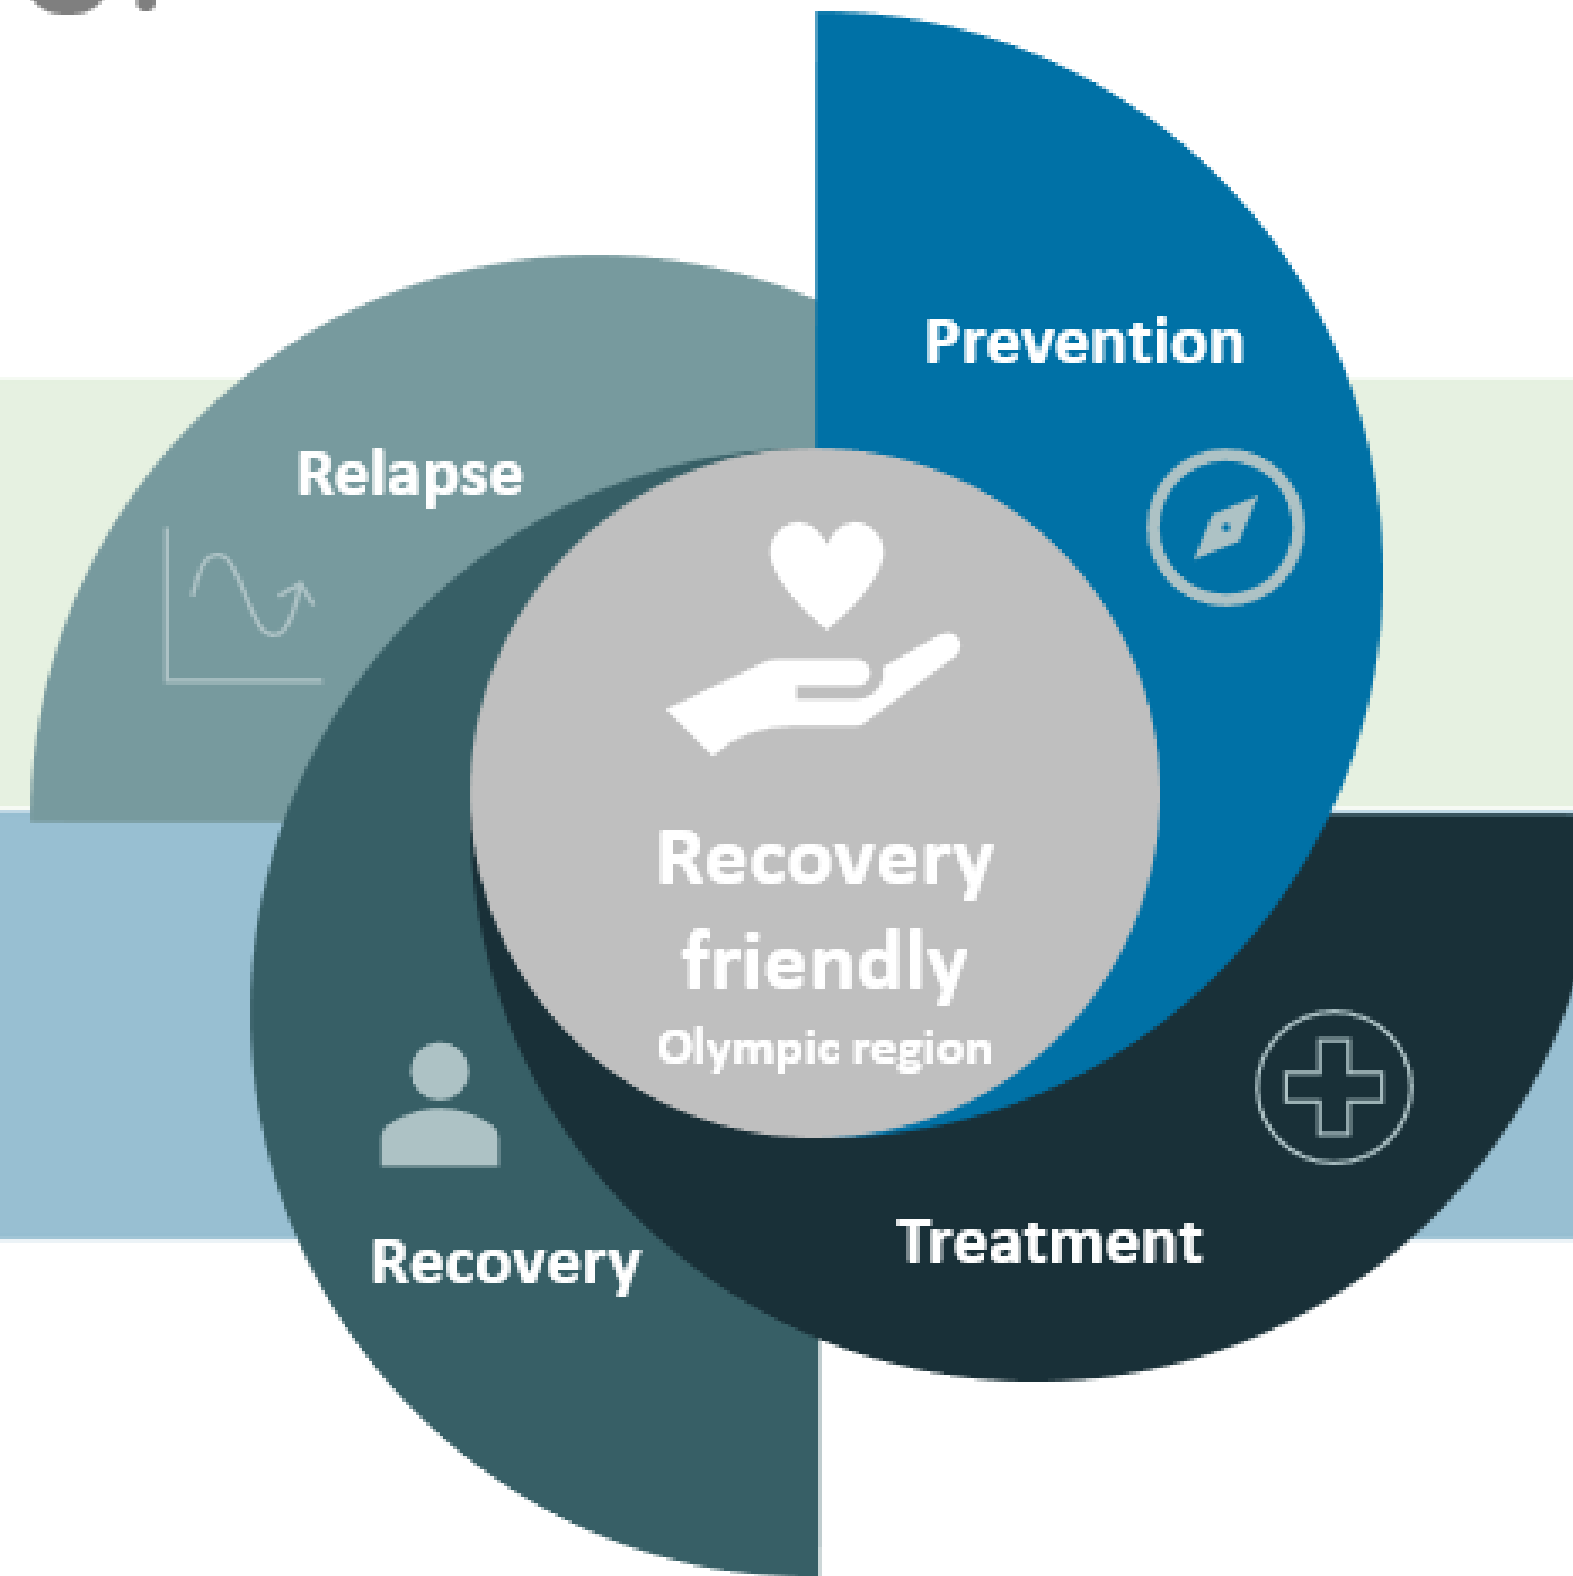 Prevention
Relapse
Recovery
friendly
Olympic region
Treatment
Recovery